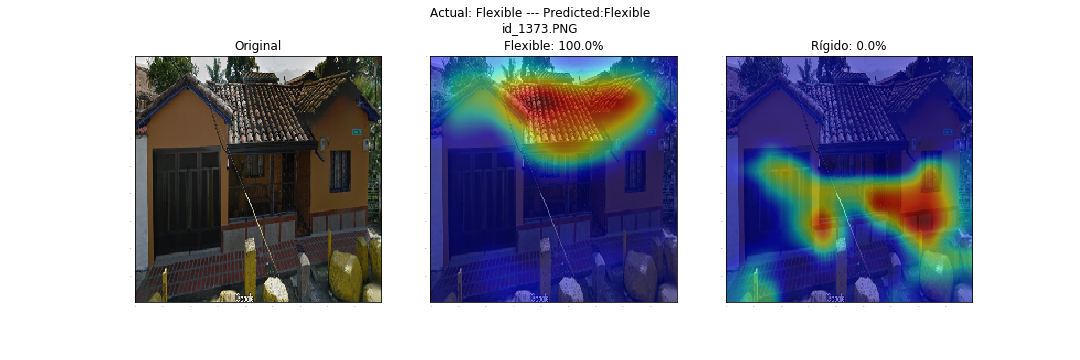 Actual: Flexible --- Predicted:Flexible
id_1373.PNG
Original
Flexible: 100.0%
Rígido: 0.0%